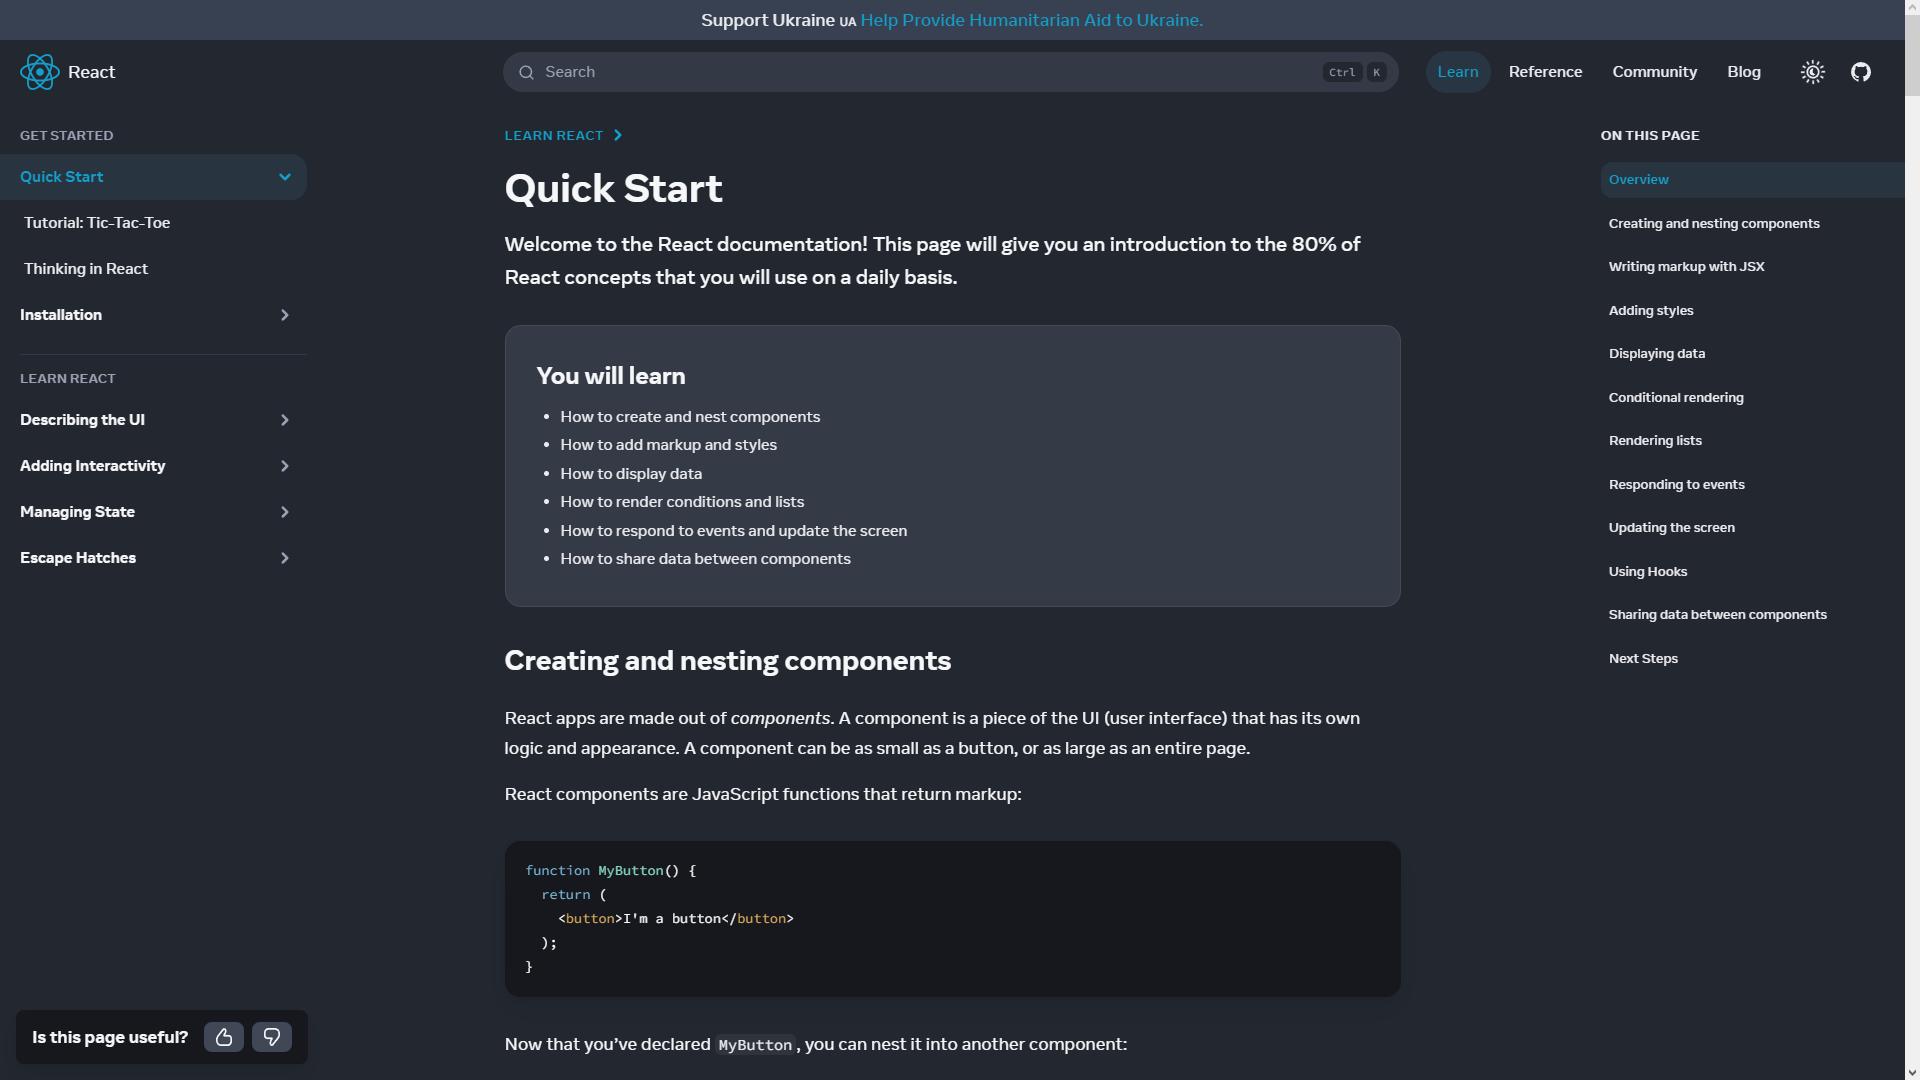 Support Ukraine UA Help Provide Humanitarian Aid to Ukraine.
React
Search
Ctrl K
Learn
Reference
Community
Blog
GET STARTED
Quick Start
Tutorial: Tic-Tac-Toe
Thinking in React
Installation
LEARN REACT
Describing the UI
Adding Interactivity
Managing State
Escape Hatches
Is this page useful?
LEARN REACT
Quick Start
Welcome to the React documentation! This page will give you an introduction to the 80% of
React concepts that you will use on a daily basis.
You will learn
• How to create and nest components
• How to add markup and styles
• How to display data
• How to render conditions and lists
• How to respond to events and update the screen
• How to share data between components
Creating and nesting components
React apps are made out of components. A component is a piece of the UI (user interface) that has its own
logic and appearance. A component can be as small as a button, or as large as an entire page.
React components are JavaScript functions that return markup:
function MyButton() {
  return (
    <button>I'm a button</button>
  );
}
Now that you’ve declared MyButton, you can nest it into another component:
ON THIS PAGE
Overview
Creating and nesting components
Writing markup with JSX
Adding styles
Displaying data
Conditional rendering
Rendering lists
Responding to events
Updating the screen
Using Hooks
Sharing data between components
Next Steps